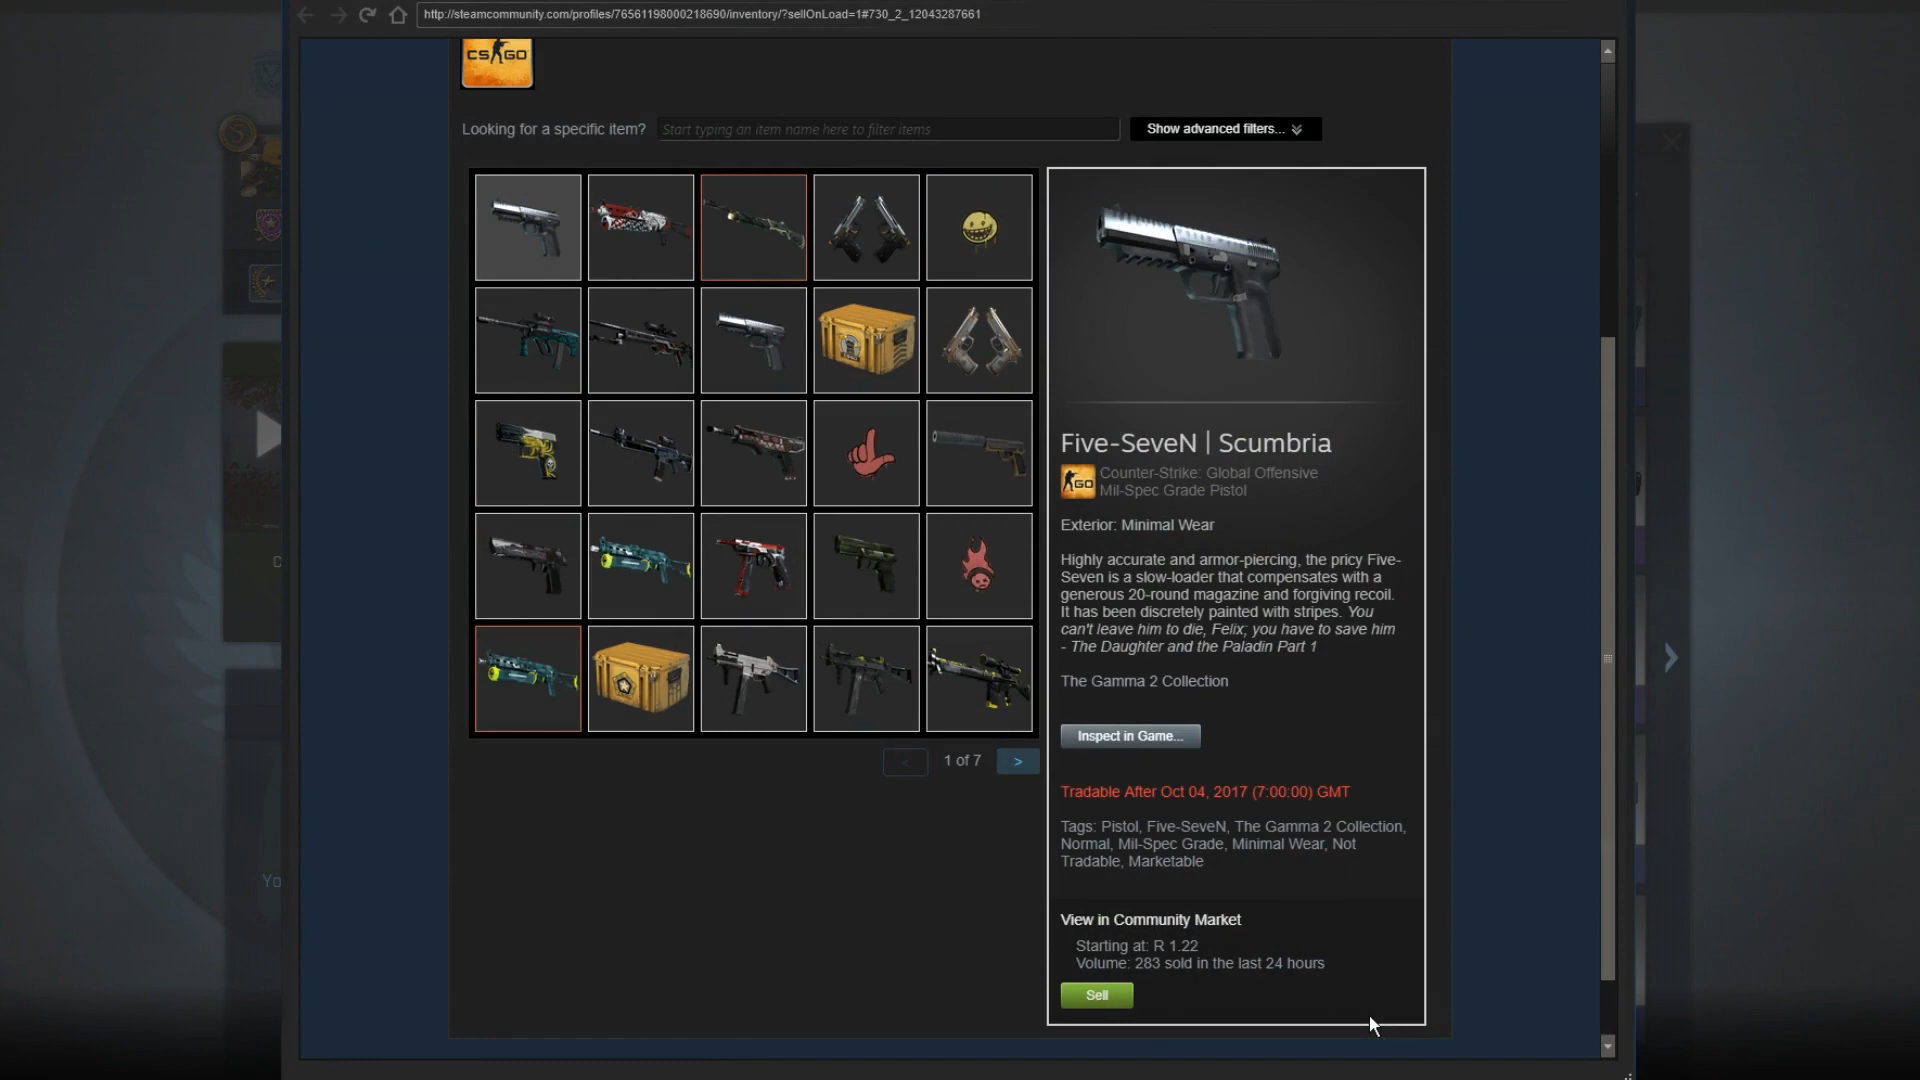 http://steamcommunity.com/profiles/76561198000218690/inventory/?sellOnLoad=1#730_2_12043287661
CS GO
Looking for a specific item?
Start typing an item name here to filter items
Show advanced filters...
Five-SeveN | Scumbria
GO
Counter-Strike: Global Offensive
Mil-Spec Grade Pistol
Exterior: Minimal Wear
Highly accurate and armor-piercing, the pricy Five-
Seven is a slow-loader that compensates with a
generous 20-round magazine and forgiving recoil.
It has been discretely painted with stripes. You
can't leave him to die, Felix; you have to save him
- The Daughter and the Paladin Part 1
The Gamma 2 Collection
Inspect in Game...
< 1 of 7 >
Tradable After Oct 04, 2017 (7:00:00) GMT
Tags: Pistol, Five-SeveN, The Gamma 2 Collection,
Normal, Mil-Spec Grade, Minimal Wear, Not
Tradable, Marketable
Yo
View in Community Market
Starting at: R 1.22
Volume: 283 sold in the last 24 hours
Sell